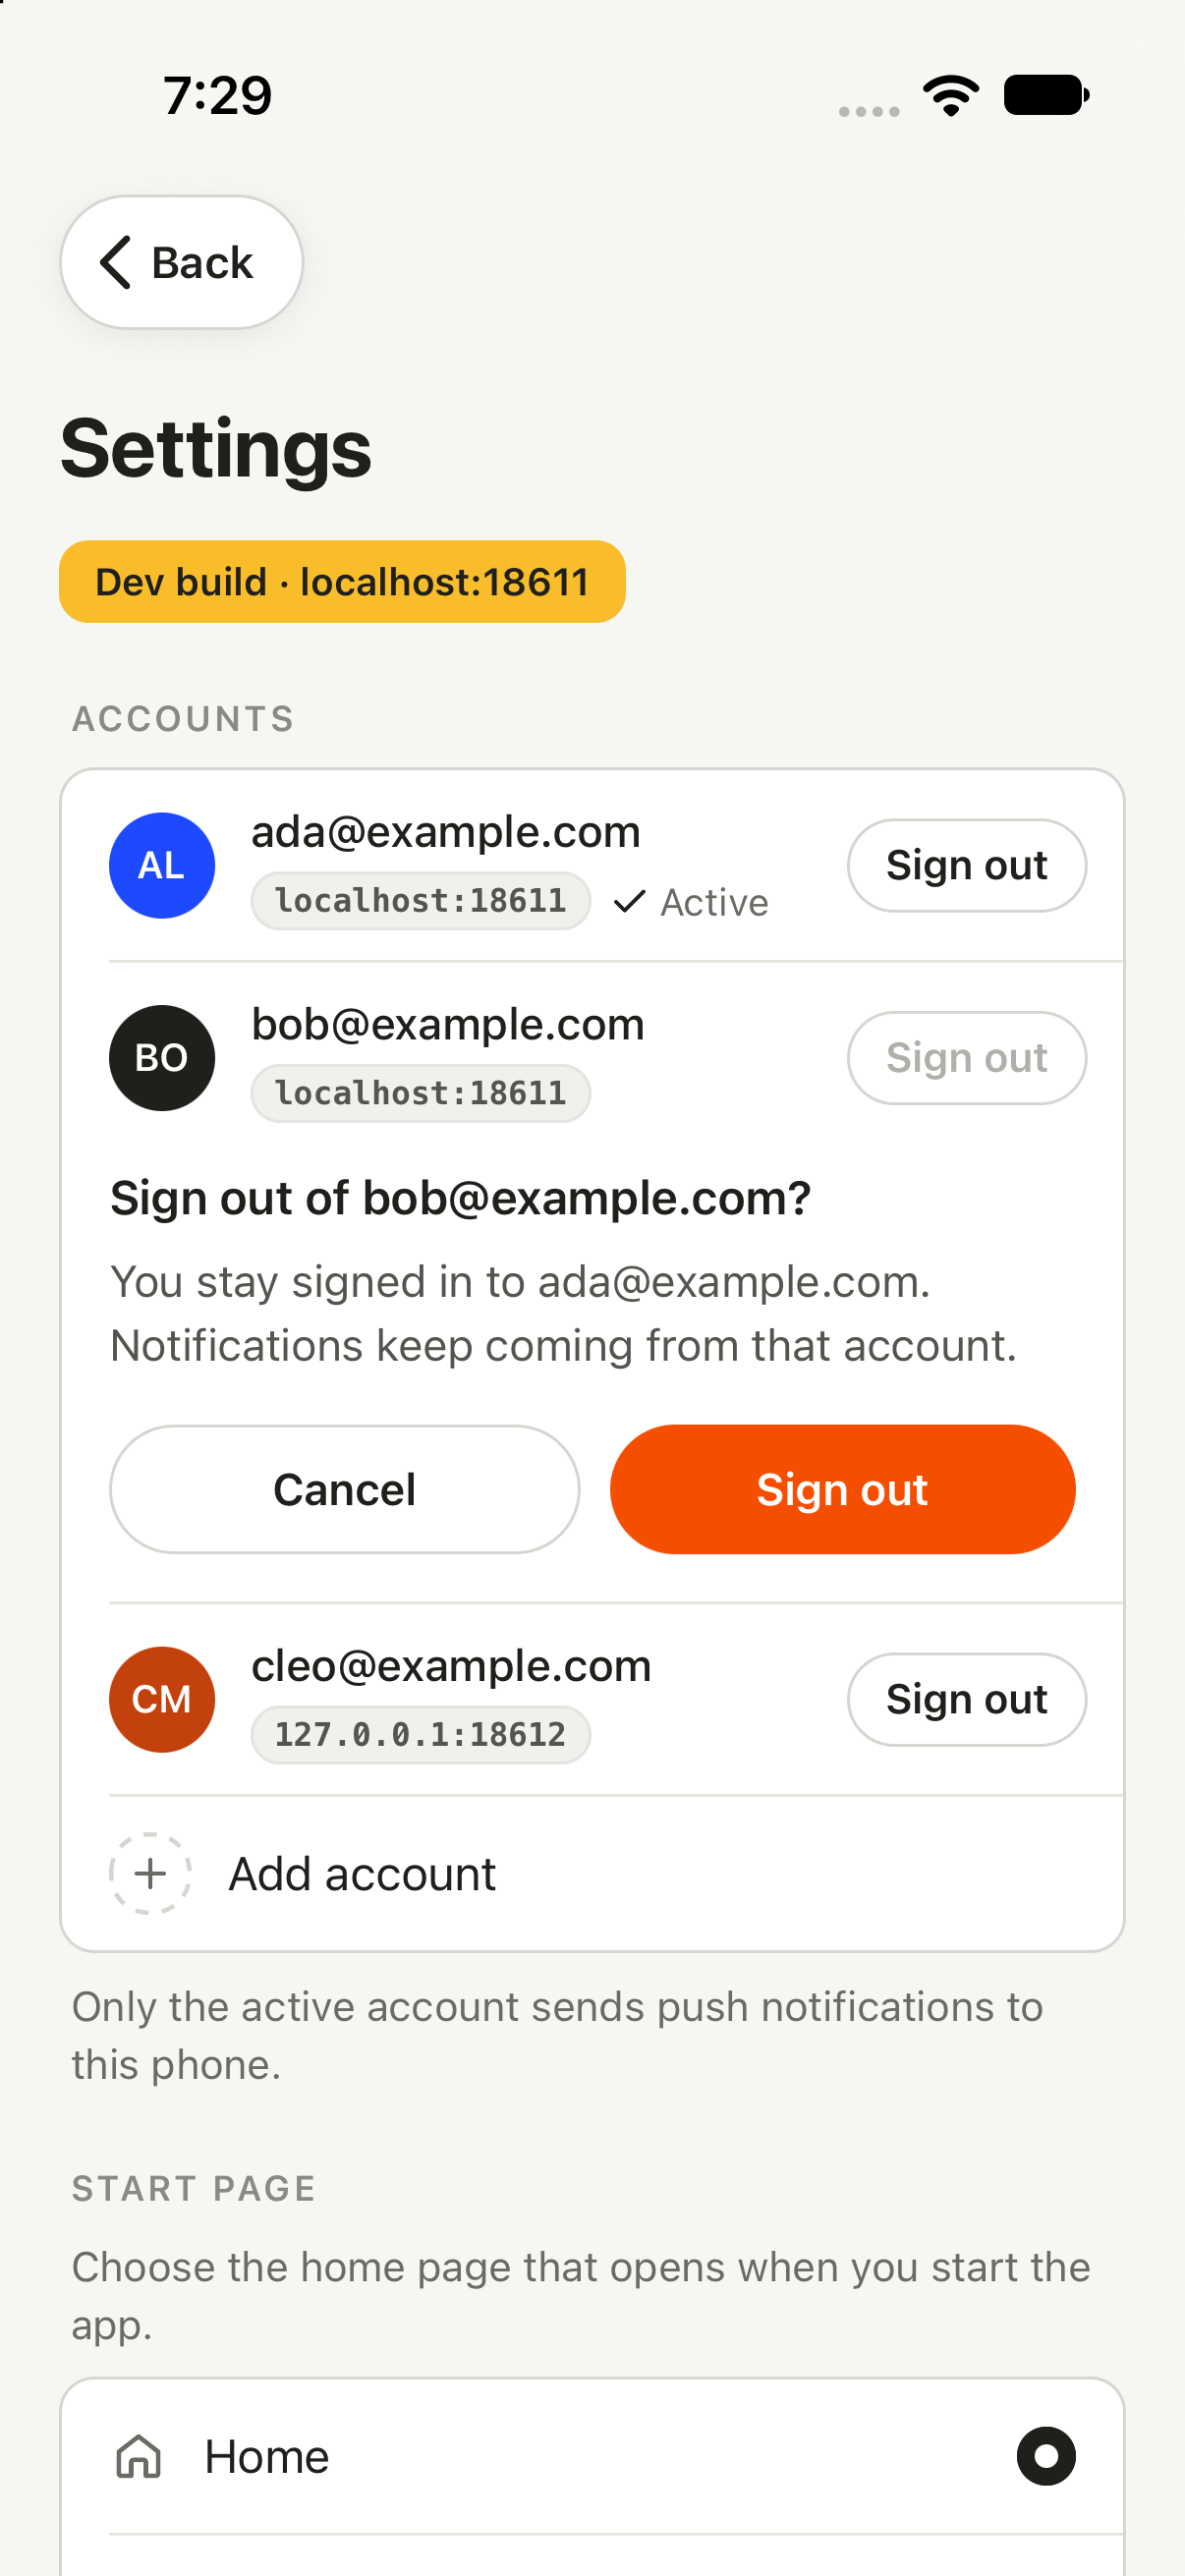 7:29
Back
Settings
Dev build · localhost:18611
ACCOUNTS
AL
ada@example.com
Sign out
localhost:18611
Active
BO
bob@example.com
Sign out
localhost:18611
Sign out of bob@example.com?
You stay signed in to ada@example.com.
Notifications keep coming from that account.
Cancel
Sign out
CM
cleo@example.com
Sign out
127.0.0.1:18612
Add account
Only the active account sends push notifications to
this phone.
START PAGE
Choose the home page that opens when you start the
app.
Home